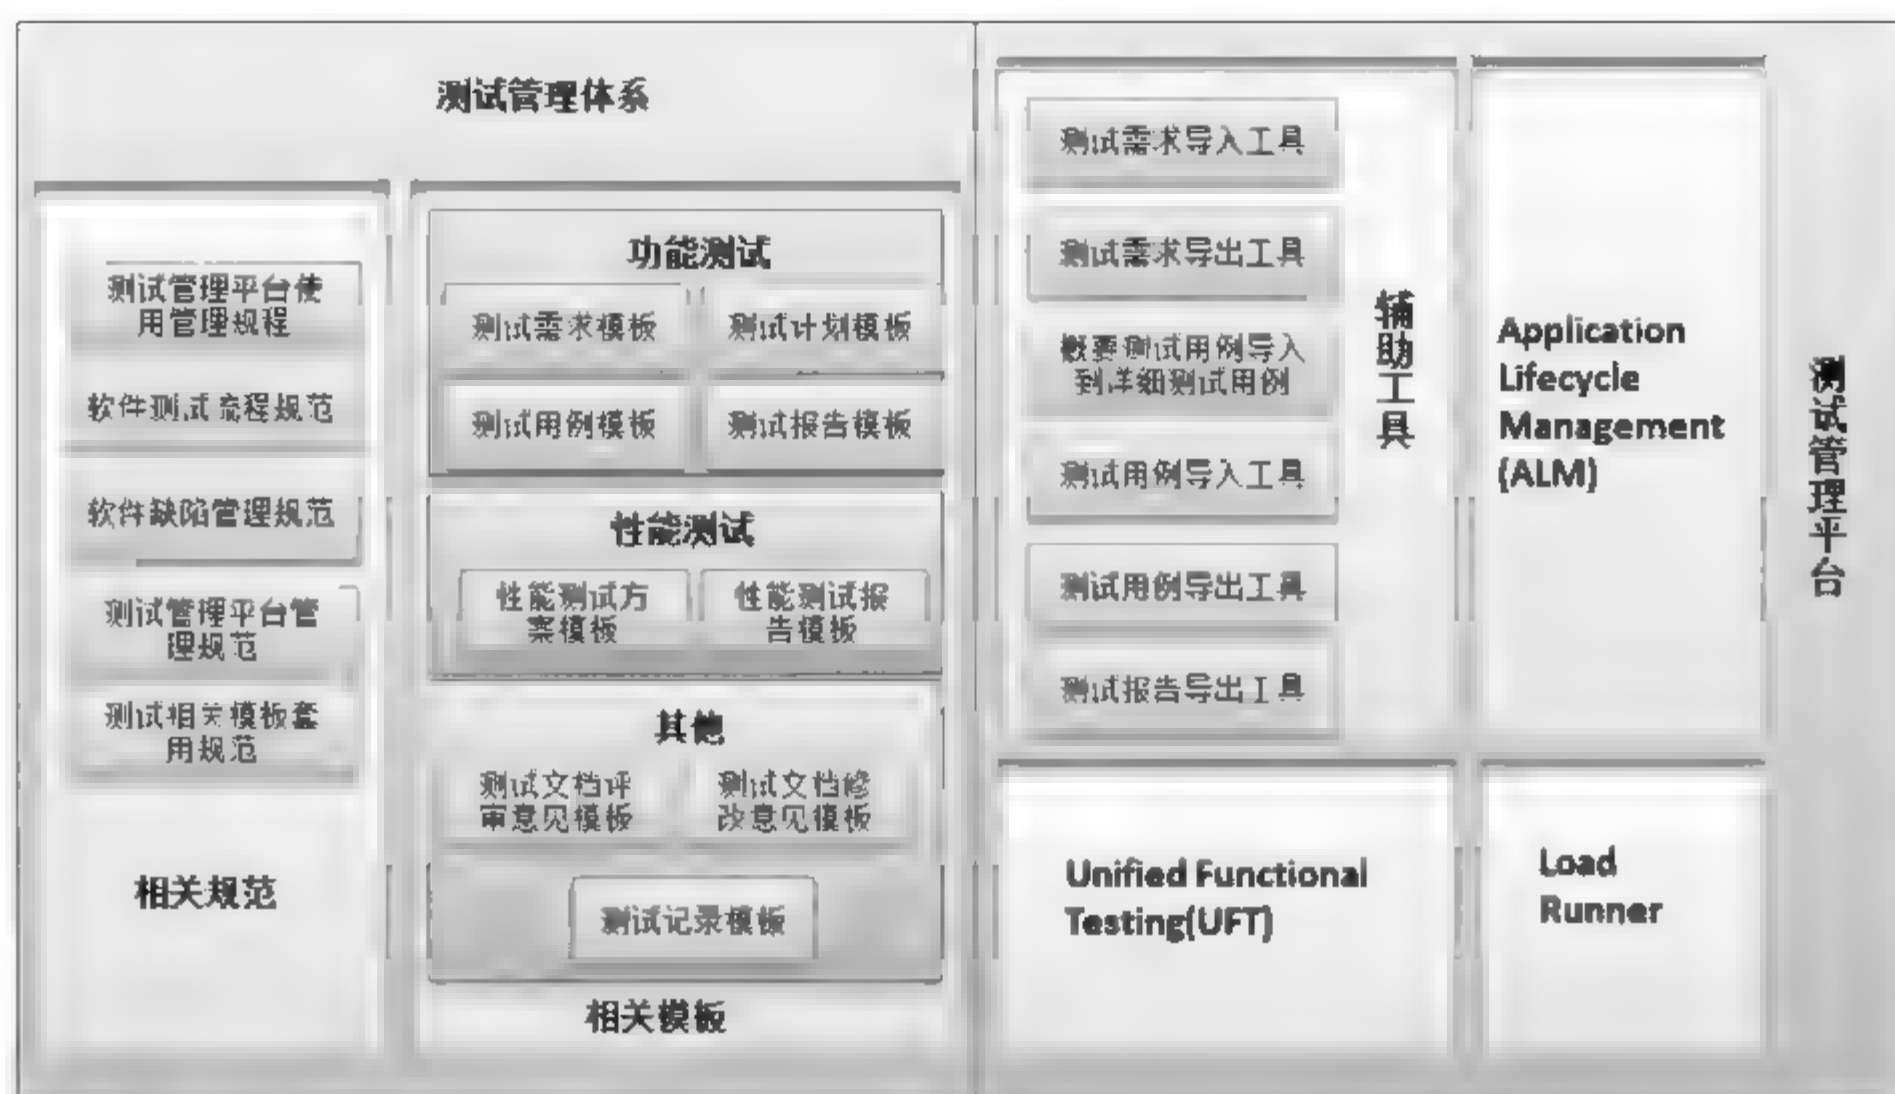 测试管理体系
测试管理平台使
用管理规程
软件测试流程规范
软件缺陷管理规范
测试管理平台管
理规范
测试相关模板套
用规范
相关规范
功能测试
测试需求模板
测试计划模板
测试用例模板
测试报告模板
性能测试
性能测试方
案模板
性能测试报
告模板
其他
测试文档评
审意见模板
测试文档修
改意见模板
测试记录模板
相关模板
测试需求导入工具
测试需求导出工具
概要测试用例导入
到详细测试用例
测试用例导入工具
测试用例导出工具
测试报告导出工具
辅助工具
Application
Lifecycle
Management
(ALM)
Unified Functional
Testing(UFT)
Load
Runner
测试管理平台